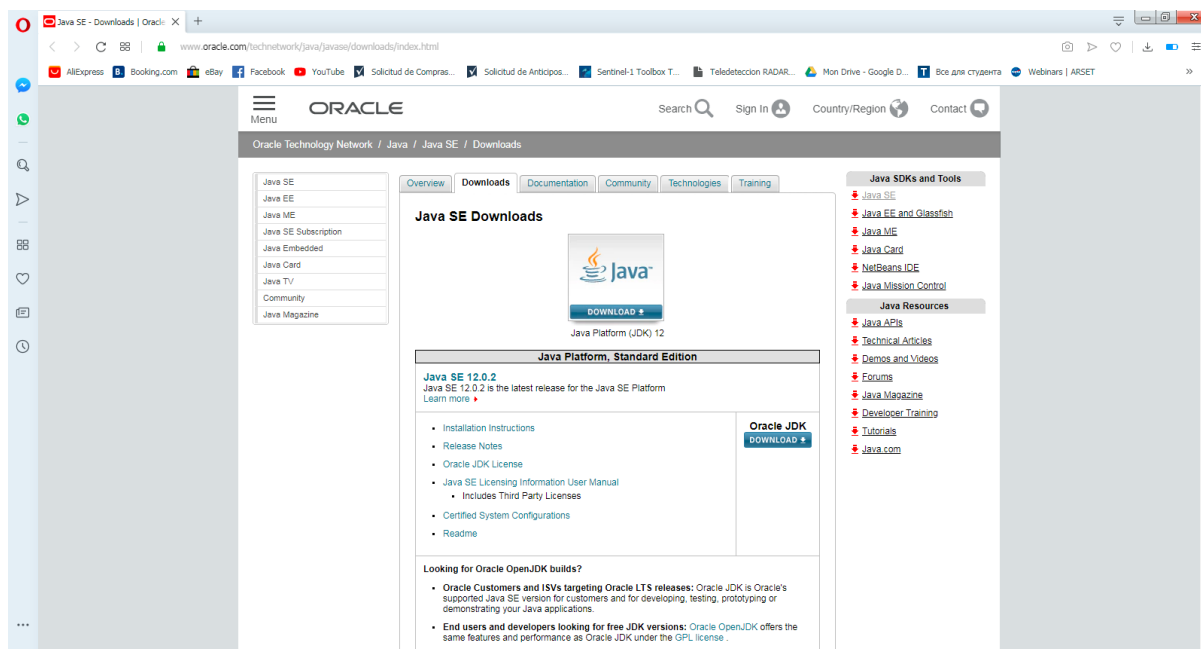 Java SE - Downloads | Oracle
www.oracle.com/technetwork/java/javase/downloads/index.html
AliExpress
Booking.com
eBay
Facebook
YouTube
Solicitud de Compras...
Solicitud de Anticipos...
Sentinel-1 Toolbox T...
Teledeteccion RADAR...
Mon Drive - Google D...
Все для студента
Webinars | ARSET
Menu
ORACLE
Search
Sign In
Country/Region
Contact
Oracle Technology Network / Java / Java SE / Downloads
Java SE
Java EE
Java ME
Java SE Subscription
Java Embedded
Java Card
Java TV
Community
Java Magazine
Overview
Downloads
Documentation
Community
Technologies
Training
Java SE Downloads
Java
DOWNLOAD
Java Platform (JDK) 12
Java Platform, Standard Edition
Java SE 12.0.2
Java SE 12.0.2 is the latest release for the Java SE Platform
Learn more
Installation Instructions
Release Notes
Oracle JDK License
Java SE Licensing Information User Manual
Includes Third Party Licenses
Certified System Configurations
Readme
Oracle JDK
DOWNLOAD
Looking for Oracle OpenJDK builds?
Oracle Customers and ISVs targeting Oracle LTS releases: Oracle JDK is Oracle's
supported Java SE version for customers and for developing, testing, prototyping or
demonstrating your Java applications.
End users and developers looking for free JDK versions: Oracle OpenJDK offers the
same features and performance as Oracle JDK under the GPL license .
Java SDKs and Tools
Java SE
Java EE and Glassfish
Java ME
Java Card
NetBeans IDE
Java Mission Control
Java Resources
Java APIs
Technical Articles
Demos and Videos
Forums
Java Magazine
Developer Training
Tutorials
Java.com